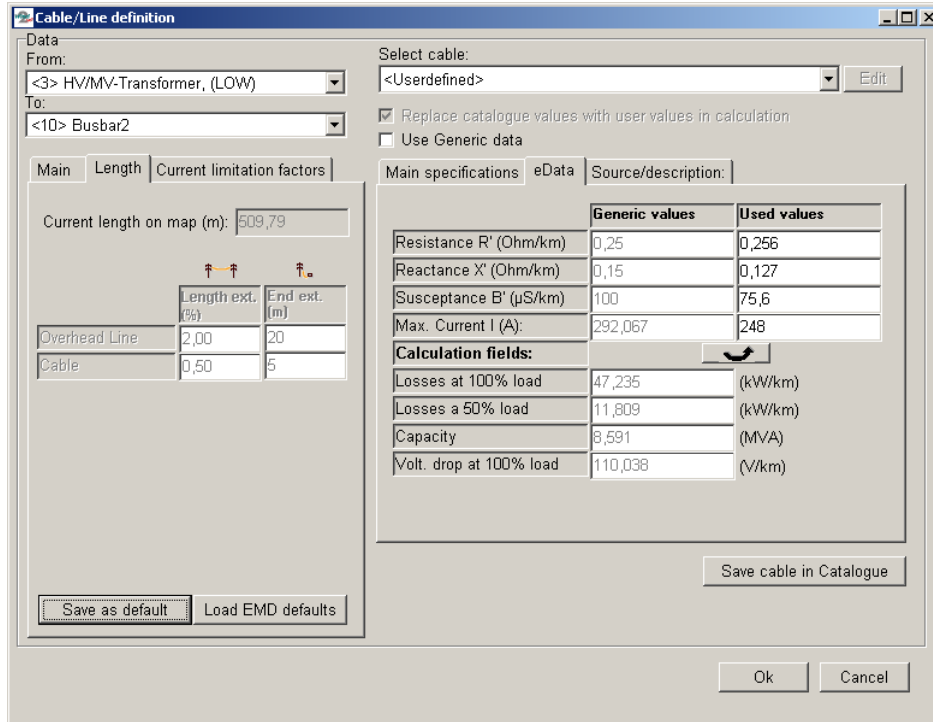 Cable/Line definition
Data
From:
<3> HV/MV-Transformer, (LOW)
To:
<10> Busbar2
Select cable:
<Userdefined>
Edit
Replace catalogue values with user values in calculation
Use Generic data
Main Length Current limitation factors
Current length on map (m): 509,79
Length ext. (%) End ext. (m)
Overhead Line 2,00 20
Cable 0,50 5
Save as default Load EMD defaults
Main specifications eData Source/description:
Generic values Used values
Resistance R' (Ohm/km) 0,25 0,256
Reactance X' (Ohm/km) 0,15 0,127
Susceptance B' (µS/km) 100 75,6
Max. Current I (A): 292,067 248
Calculation fields:
Losses at 100% load 47,235 (kW/km)
Losses a 50% load 11,809 (kW/km)
Capacity 8,591 (MVA)
Volt. drop at 100% load 110,038 (V/km)
Save cable in Catalogue
Ok Cancel